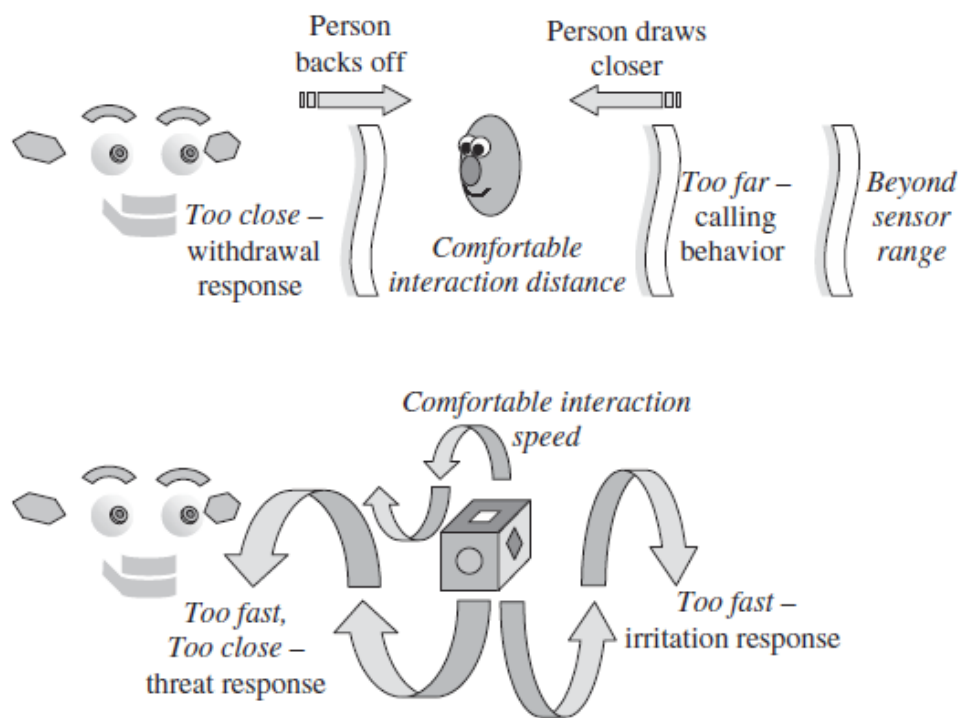 Person
backs off
Person draws
closer
Too close –
withdrawal
response
Comfortable
interaction distance
Too far –
calling
behavior
Beyond
sensor
range
Comfortable interaction
speed
Too fast,
Too close –
threat response
Too fast –
irritation response